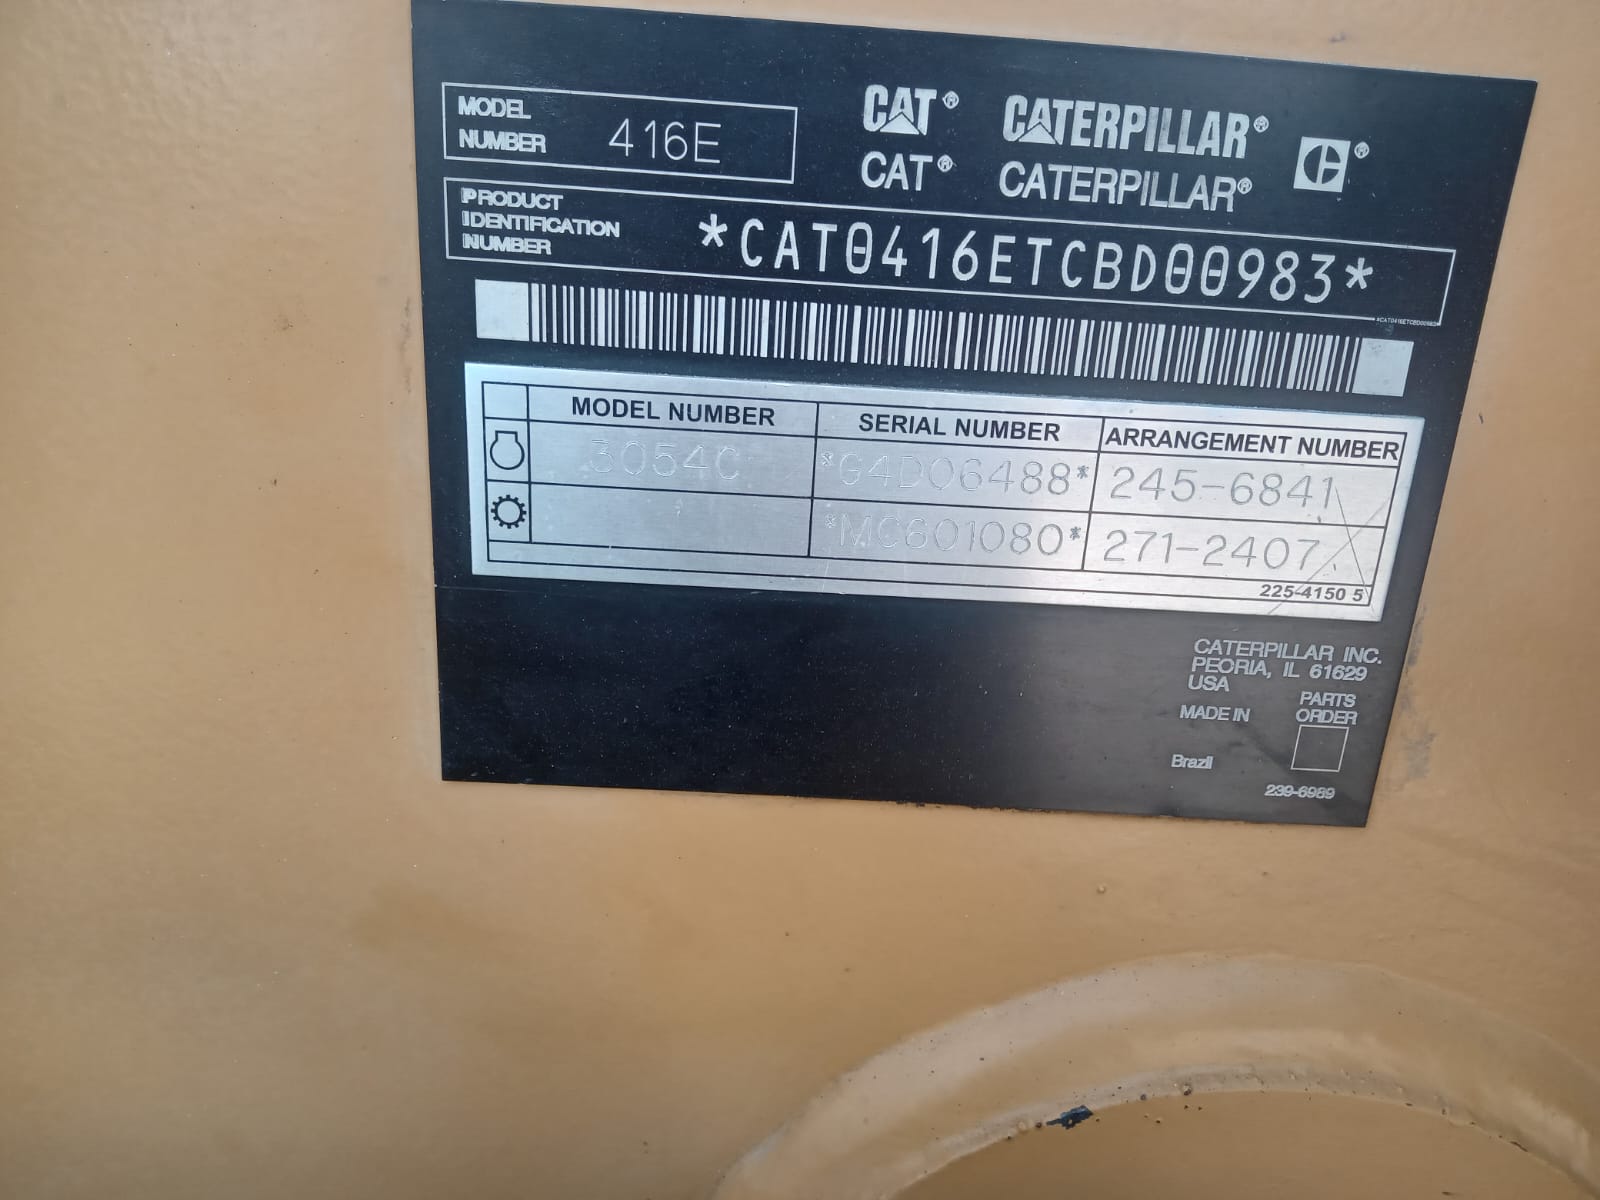 MODEL NUMBER 416E
CAT® CATERPILLAR®
CAT® CATERPILLAR®
PRODUCT IDENTIFICATION NUMBER *CAT0416ETCBD00983*
*CAT0416ETCBD00983*
MODEL NUMBER SERIAL NUMBER ARRANGEMENT NUMBER
3054C *G4D06488* 245-6841
*MC601080* 271-2407
225-4150 5
CATERPILLAR INC.
PEORIA, IL 61629
USA
MADE IN
Brazil
PARTS
ORDER
239-6989